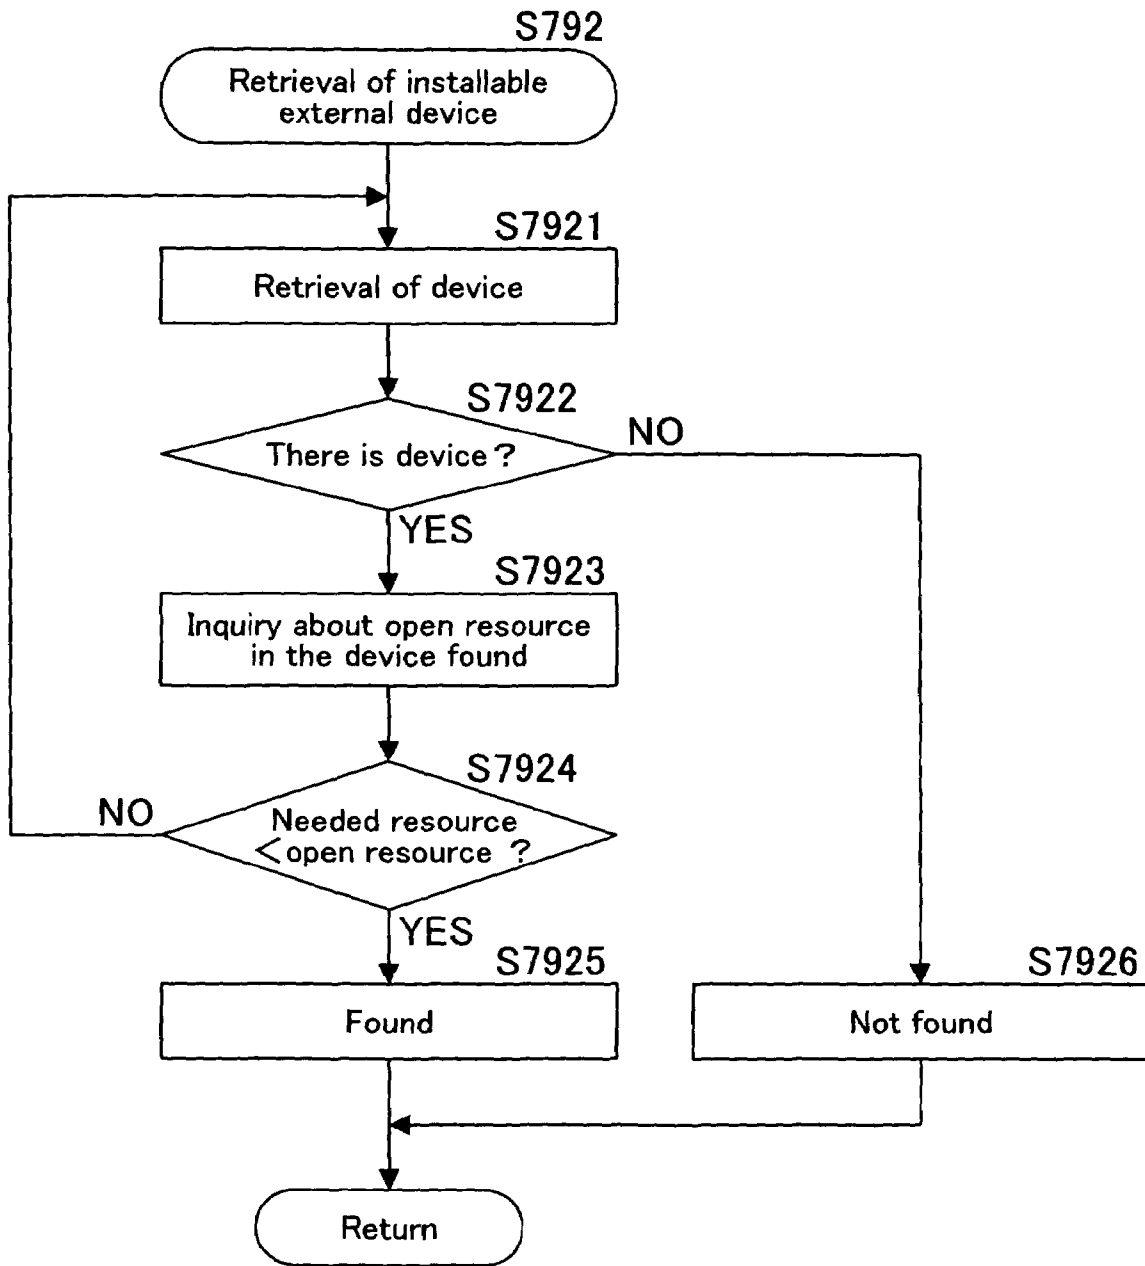 S792
Retrieval of installable
external device
S7921
Retrieval of device
S7922
There is device?
NO
YES
S7923
Inquiry about open resource
in the device found
S7924
NO
Needed resource
<open resource ?
YES
S7925
Found
S7926
Not found
Return